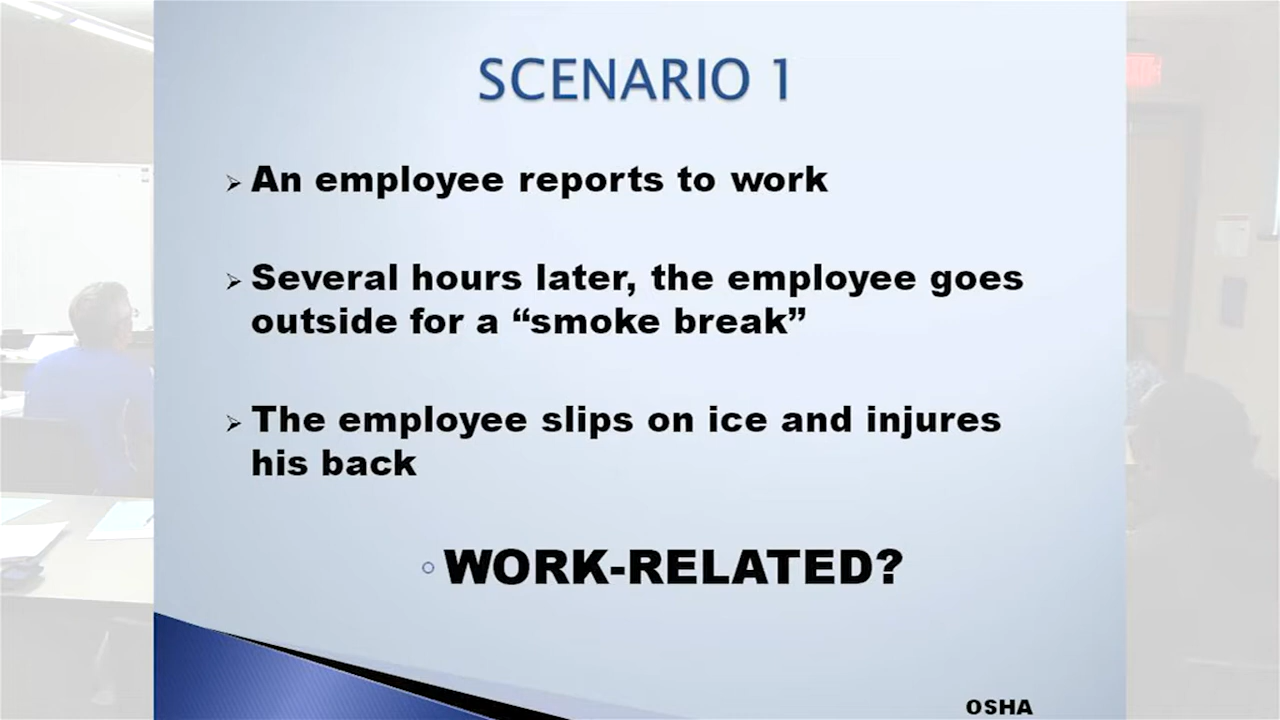 SCENARIO 1
An employee reports to work
Several hours later, the employee goes
outside for a “smoke break”
The employee slips on ice and injures
his back
WORK-RELATED?
OSHA